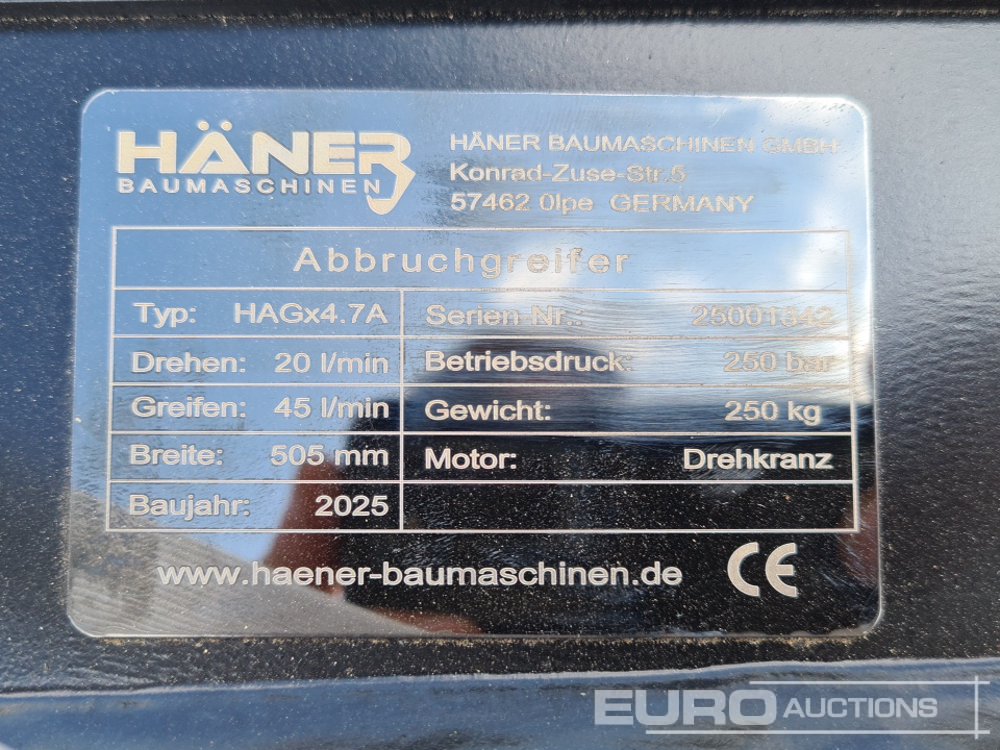 HÄNER
BAUMASCHINEN
HÄNER BAUMASCHINEN GMBH
Konrad-Zuse-Str.5
57462 Olpe GERMANY
Abbruchgreifer
Typ: HAGx4.7A Serien-Nr.: 25001342
Drehen: 20 l/min Betriebsdruck: 250 bar
Greifen: 45 l/min Gewicht: 250 kg
Breite: 505 mm Motor: Drehkranz
Baujahr: 2025
www.haener-baumaschinen.de CE
EURO AUCTIONS